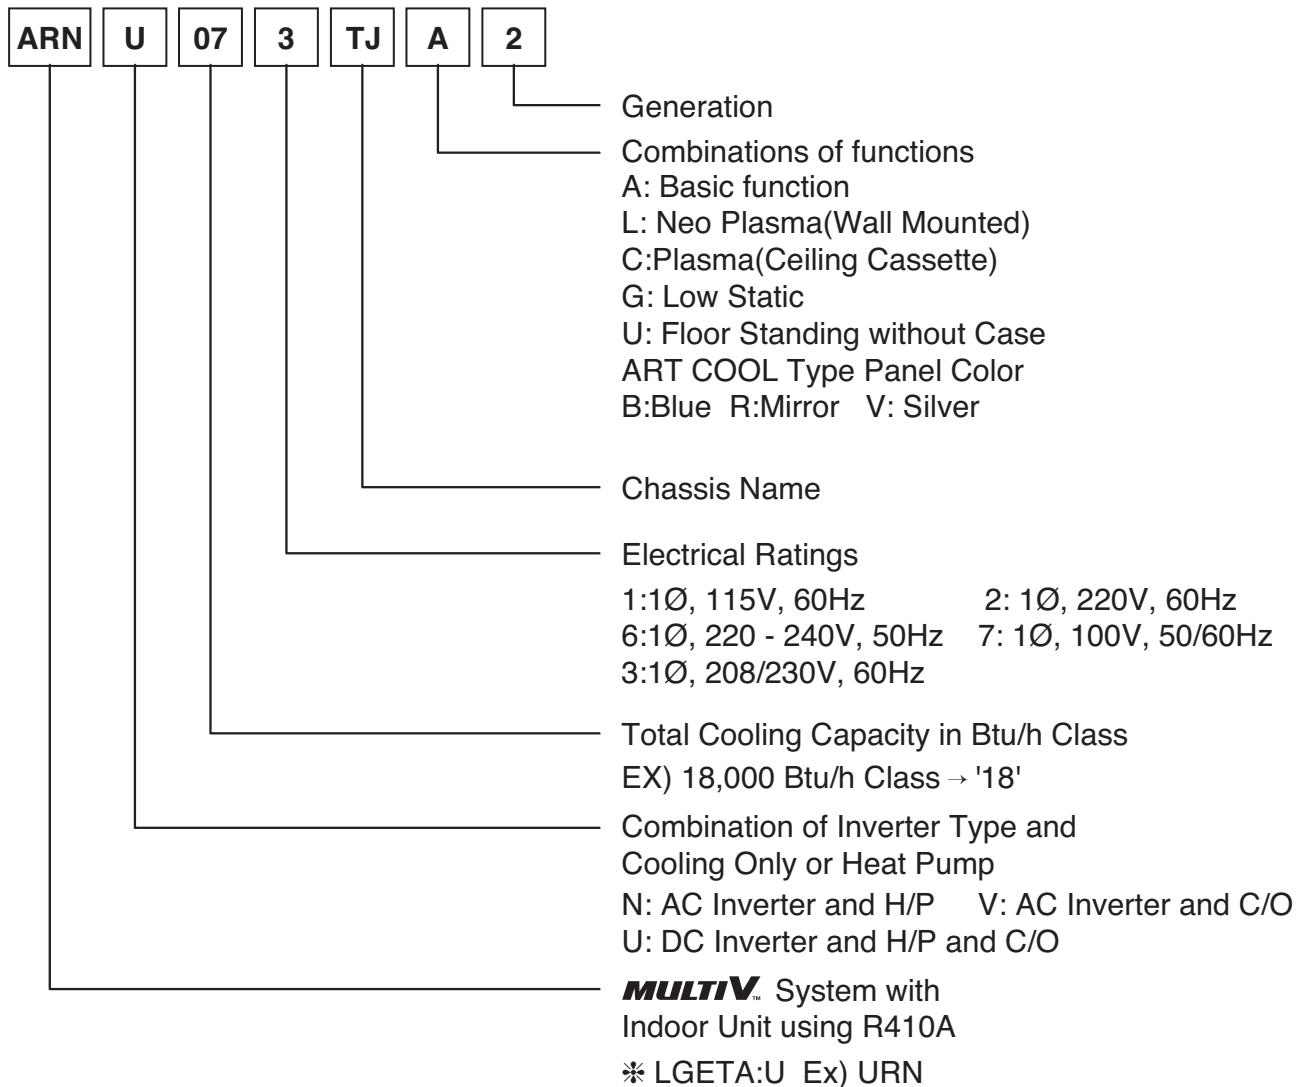 ARN U 07 3 TJ A 2
Generation
Combinations of functions
A: Basic function
L: Neo Plasma(Wall Mounted)
C:Plasma(Ceiling Cassette)
G: Low Static
U: Floor Standing without Case
ART COOL Type Panel Color
B:Blue R:Mirror V: Silver
Chassis Name
Electrical Ratings
1:1Ø, 115V, 60Hz 2: 1Ø, 220V, 60Hz
6:1Ø, 220 - 240V, 50Hz 7: 1Ø, 100V, 50/60Hz
3:1Ø, 208/230V, 60Hz
Total Cooling Capacity in Btu/h Class
EX) 18,000 Btu/h Class → '18'
Combination of Inverter Type and
Cooling Only or Heat Pump
N: AC Inverter and H/P V: AC Inverter and C/O
U: DC Inverter and H/P and C/O
MULTI V™ System with
Indoor Unit using R410A
❈ LGETA:U Ex) URN